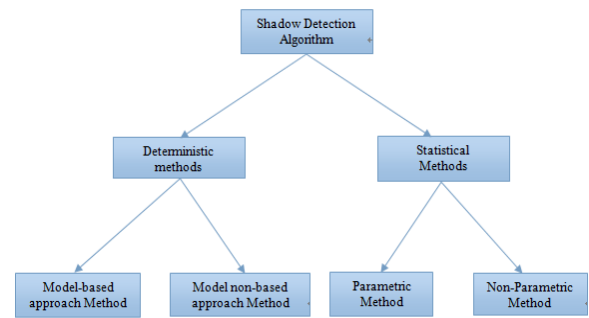 Shadow Detection
Algorithm
Deterministic
methods
Statistical
Methods
Model-based
approach Method
Model non-based
approach Method
Parametric
Method
Non-Parametric
Method